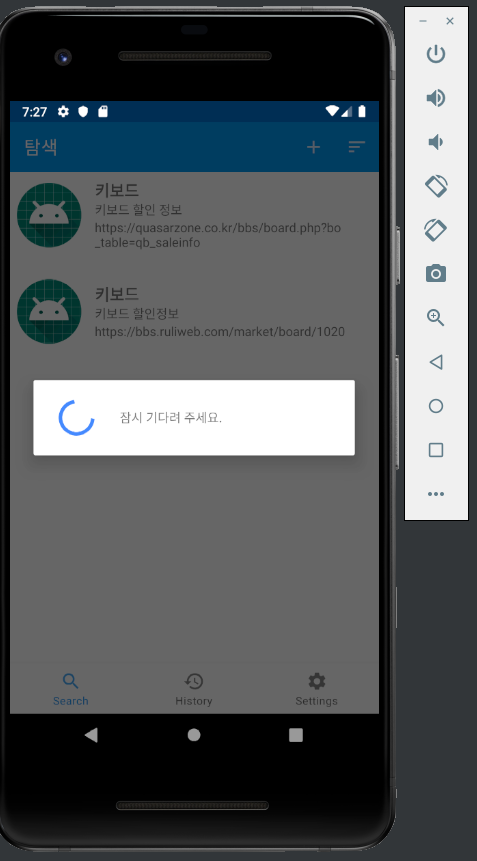 7:27
탐색
키보드
키보드 할인 정보
https://quasarzone.co.kr/bbs/board.php?bo
_table=qb_saleinfo
키보드
키보드 할인정보
https://bbs.ruliweb.com/market/board/1020
잠시 기다려 주세요.
Search History Settings